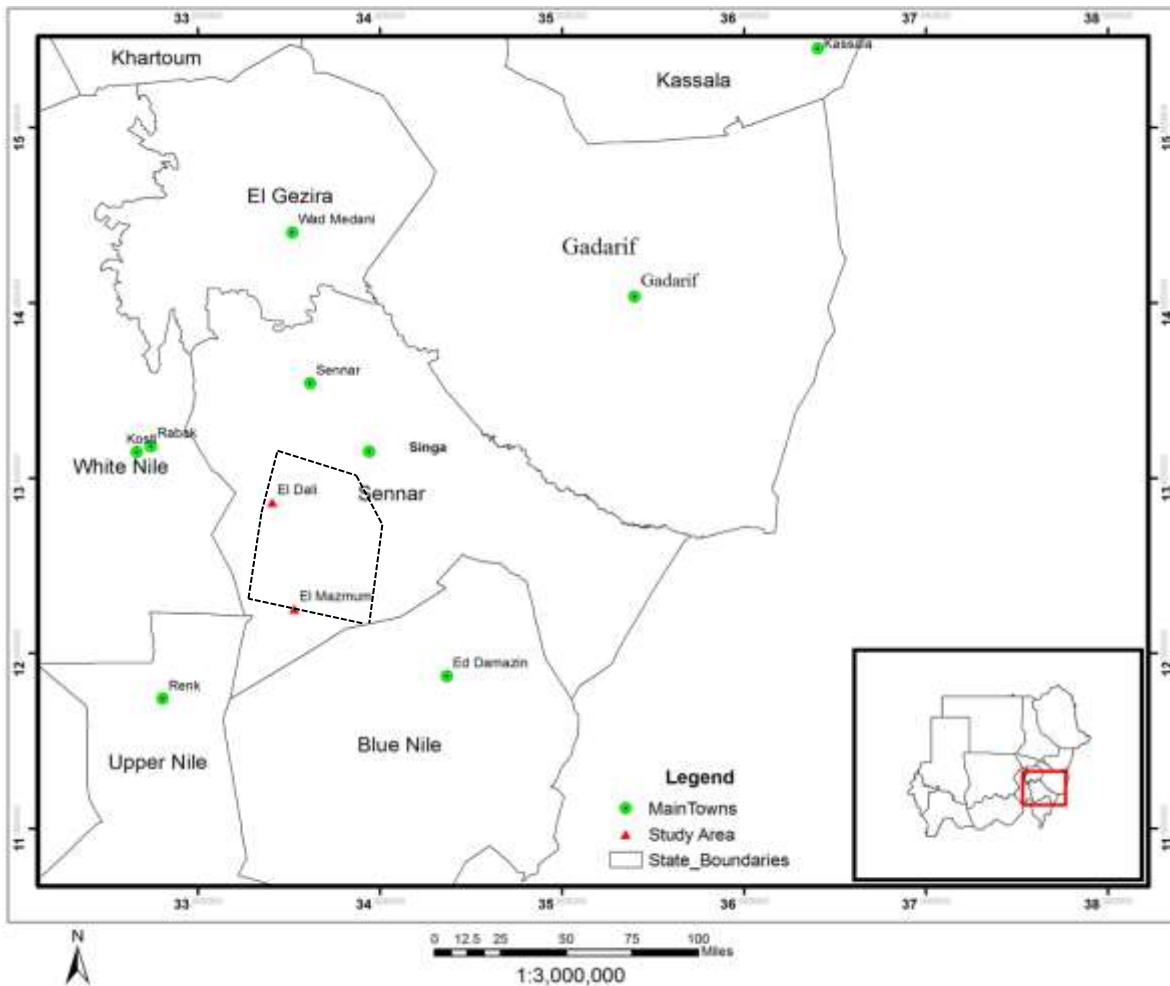 33 34 35 36 37 38
Khartoum
Kassala
Kassala
15
15
El Gezira
Wad Medani
Gadarif
Gadarif
14
14
Sennar
Kosti
Rabak
Singa
White Nile
13
13
El Dali
Sennar
El Mazmum
12
12
Ed Damazin
Renk
Blue Nile
Upper Nile
Legend
MainTowns
Study Area
State_Boundaries
11
11
33 34 35 36 37 38
N
0 12.5 25 50 75 100
Miles
1:3,000,000